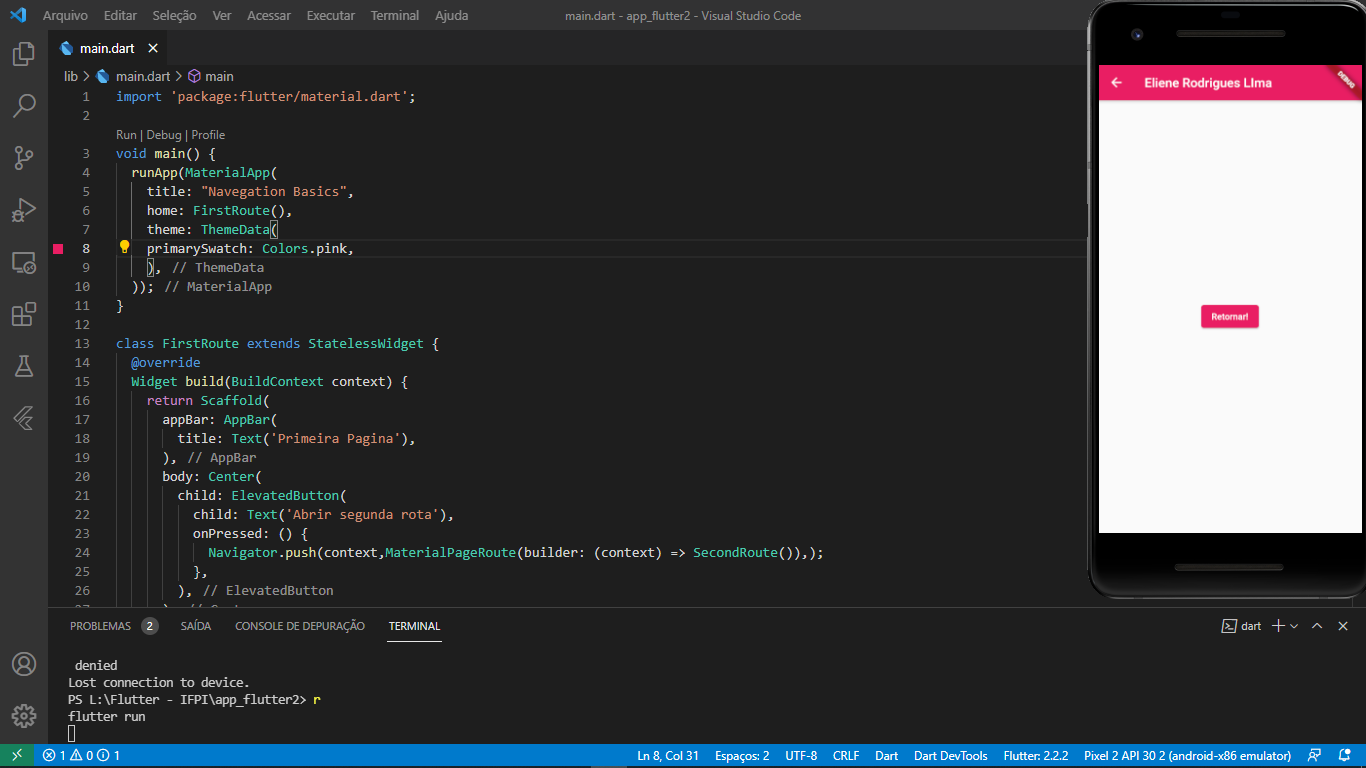 Arquivo Editar Seleção Ver Acessar Executar Terminal Ajuda main.dart - app_flutter2 - Visual Studio Code
main.dart
lib > main.dart > main
1 import 'package:flutter/material.dart';
2
Run | Debug | Profile
3 void main() {
4 runApp(MaterialApp(
5 title: "Navegation Basics",
6 home: FirstRoute(),
7 theme: ThemeData(
8 primarySwatch: Colors.pink,
9 ), // ThemeData
10 )); // MaterialApp
11 }
12
13 class FirstRoute extends StatelessWidget {
14 @override
15 Widget build(BuildContext context) {
16 return Scaffold(
17 appBar: AppBar(
18 title: Text('Primeira Pagina'),
19 ), // AppBar
20 body: Center(
21 child: ElevatedButton(
22 child: Text('Abrir segunda rota'),
23 onPressed: () {
24 Navigator.push(context,MaterialPageRoute(builder: (context) => SecondRoute()),);
25 },
26 ), // ElevatedButton
Eliene Rodrigues LIma
DEBUG
Retornar!
PROBLEMAS 2 SAÍDA CONSOLE DE DEPURAÇÃO TERMINAL dart
denied
Lost connection to device.
PS L:\Flutter - IFPI\app_flutter2> r
flutter run
1 0 1 Ln 8, Col 31 Espaços: 2 UTF-8 CRLF Dart Dart DevTools Flutter: 2.2.2 Pixel 2 API 30 2 (android-x86 emulator)